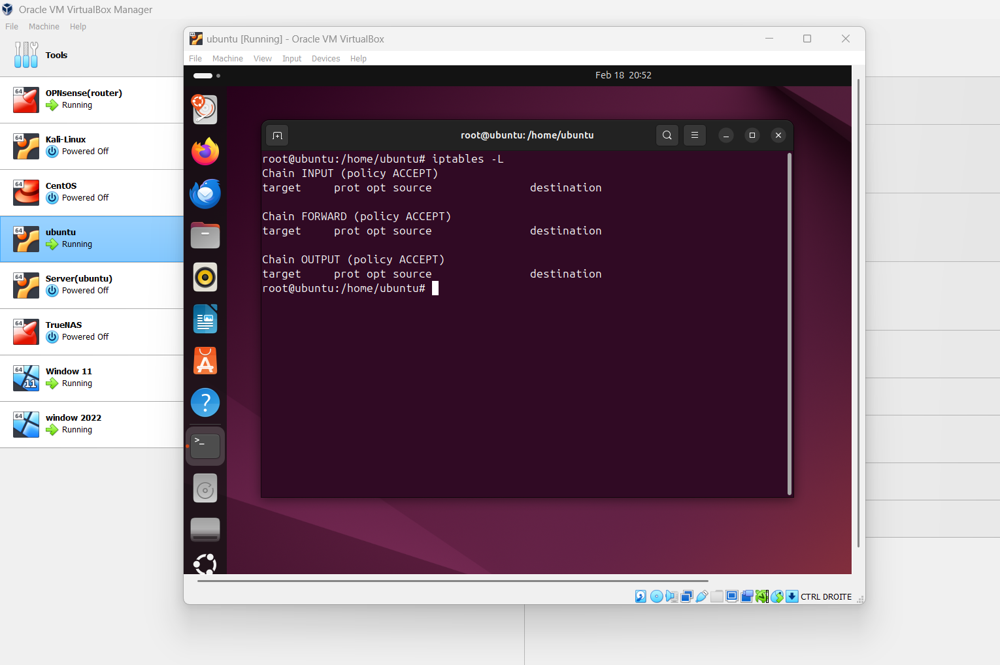 Oracle VM VirtualBox Manager
File Machine Help
Tools
64
OPNsense(router)
Running
64
Kali-Linux
Powered Off
64
CentOS
Powered Off
64
ubuntu
Running
64
Server(ubuntu)
Powered Off
64
TrueNAS
Powered Off
64
11
Window 11
Running
64
window 2022
Running
ubuntu [Running] - Oracle VM VirtualBox
File Machine View Input Devices Help
Feb 18 20:52
root@ubuntu: /home/ubuntu
root@ubuntu:/home/ubuntu# iptables -L
Chain INPUT (policy ACCEPT)
target     prot opt source               destination

Chain FORWARD (policy ACCEPT)
target     prot opt source               destination

Chain OUTPUT (policy ACCEPT)
target     prot opt source               destination
root@ubuntu:/home/ubuntu#
?
>_
CTRL DROITE